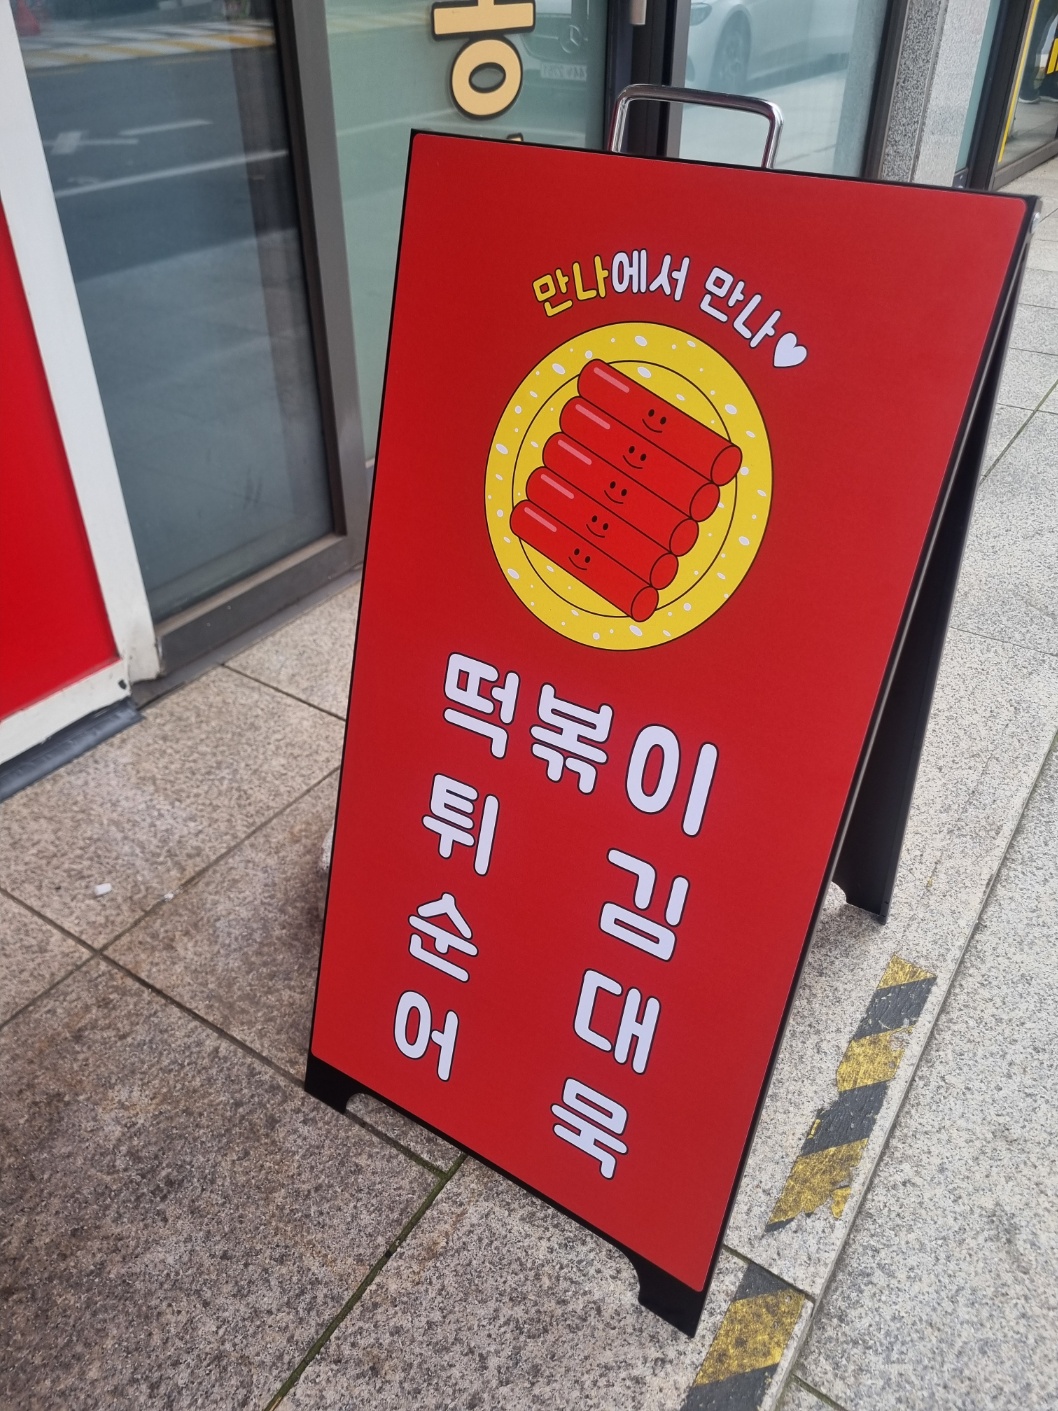 만나에서 만나♥
떡볶이
튀 김
순 대
어 묵